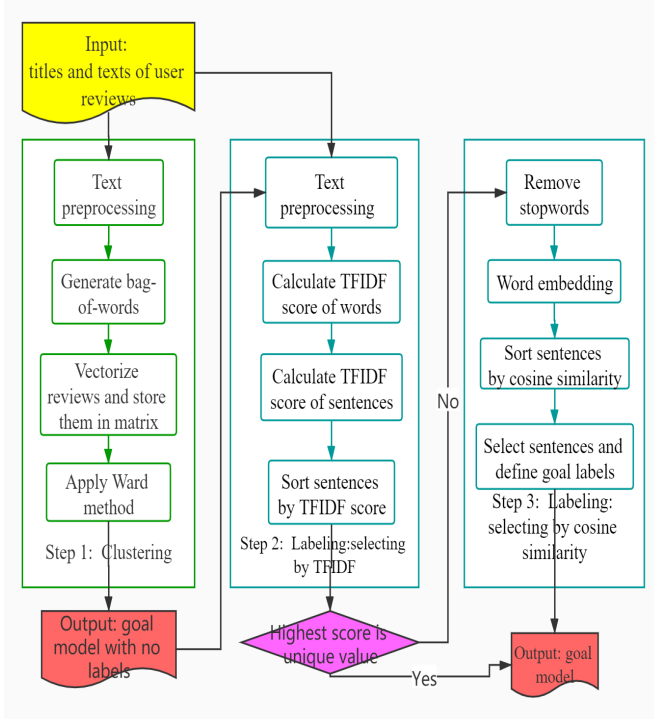 Input:
titles and texts of user
reviews
Text
preprocessing
Generate bag-
of-words
Vectorize
reviews and store
them in matrix
Apply Ward
method
Step 1: Clustering
Output: goal
model with no
labels
Text
preprocessing
Calculate TFIDF
score of words
Calculate TFIDF
score of sentences
Sort sentences
by TFIDF score
Step 2: Labeling:selecting
by TFIDF
Highest score is
unique value
No
Yes
Remove
stopwords
Word embedding
Sort sentences
by cosine similarity
Select sentences and
define goal labels
Step 3: Labeling:
selecting by cosine
similarity
Output: goal
model